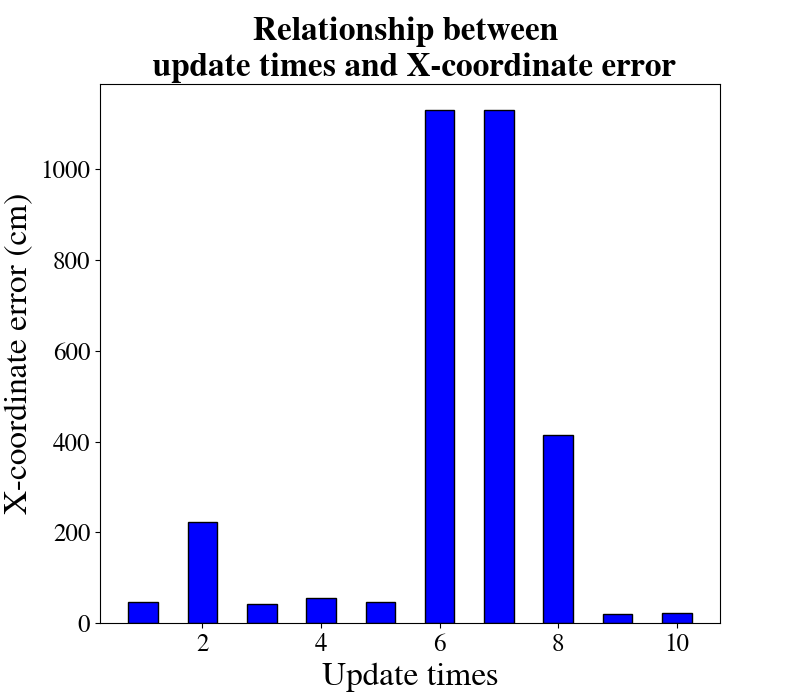 Relationship between
update times and X-coordinate error
X-coordinate error (cm)
1000
800
600
400
200
0
2 4 6 8 10
Update times